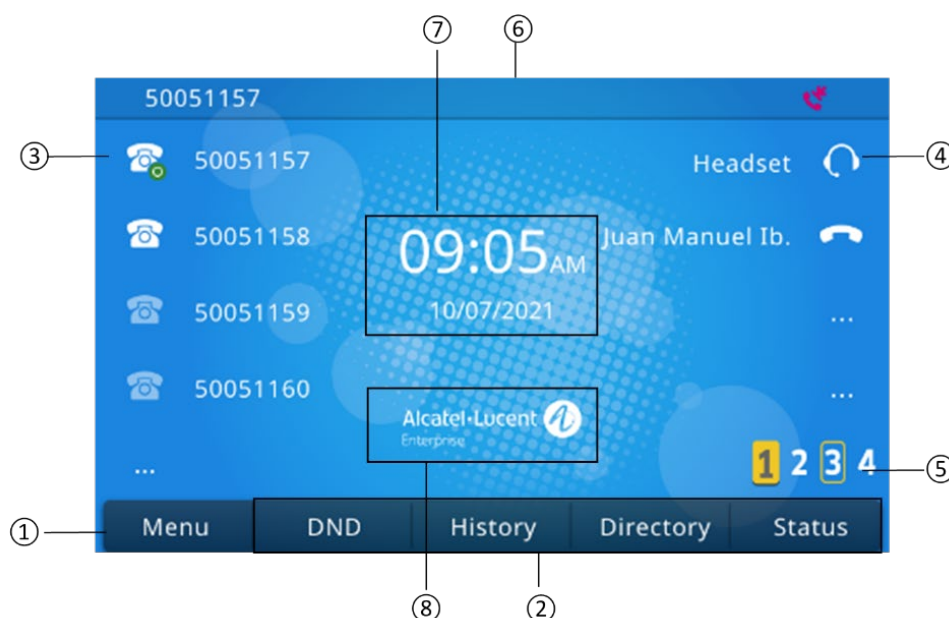 ⑦ ⑥
50051157
③ 50051157 Headset ④
50051158 09:05AM Juan Manuel Ib.
50051159 10/07/2021 ...
50051160 ...
Alcatel·Lucent
Enterprise
... 1 2 3 4 ⑤
① Menu DND History Directory Status
⑧ ②